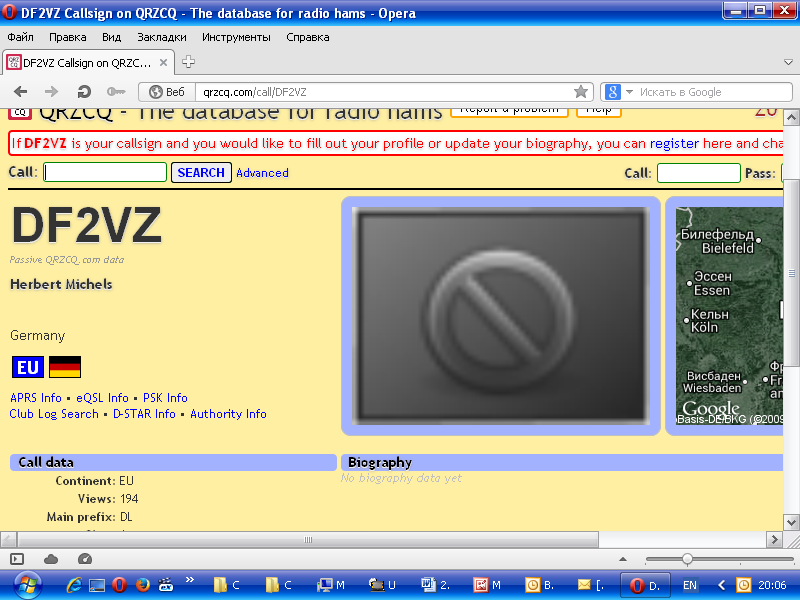 DF2VZ Callsign on QRZCQ - The database for radio hams - Opera
Файл Правка Вид Закладки Инструменты Справка
QRZ CQ DF2VZ Callsign on QRZC...
Веб qrzcq.com/call/DF2VZ Искать в Google
CQ QRZCQ - The database for radio hams Report a problem Help 20
If DF2VZ is your callsign and you would like to fill out your profile or update your biography, you can register here and cha
Call: SEARCH Advanced Call: Pass:
DF2VZ
Passive QRZCQ.com data
Herbert Michels
Germany
EU
APRS Info • eQSL Info • PSK Info
Club Log Search • D-STAR Info • Authority Info
Билефельд
Bielefeld
Эссен
Essen
Кельн
Köln
Висбаден
Wiesbaden
Фр
Fr
an
Google
Basis-DE/BKG (©2009
Call data
Continent: EU
Views: 194
Main prefix: DL
Biography
No biography data yet
C C M U 2. M B. [. D. EN 20:06